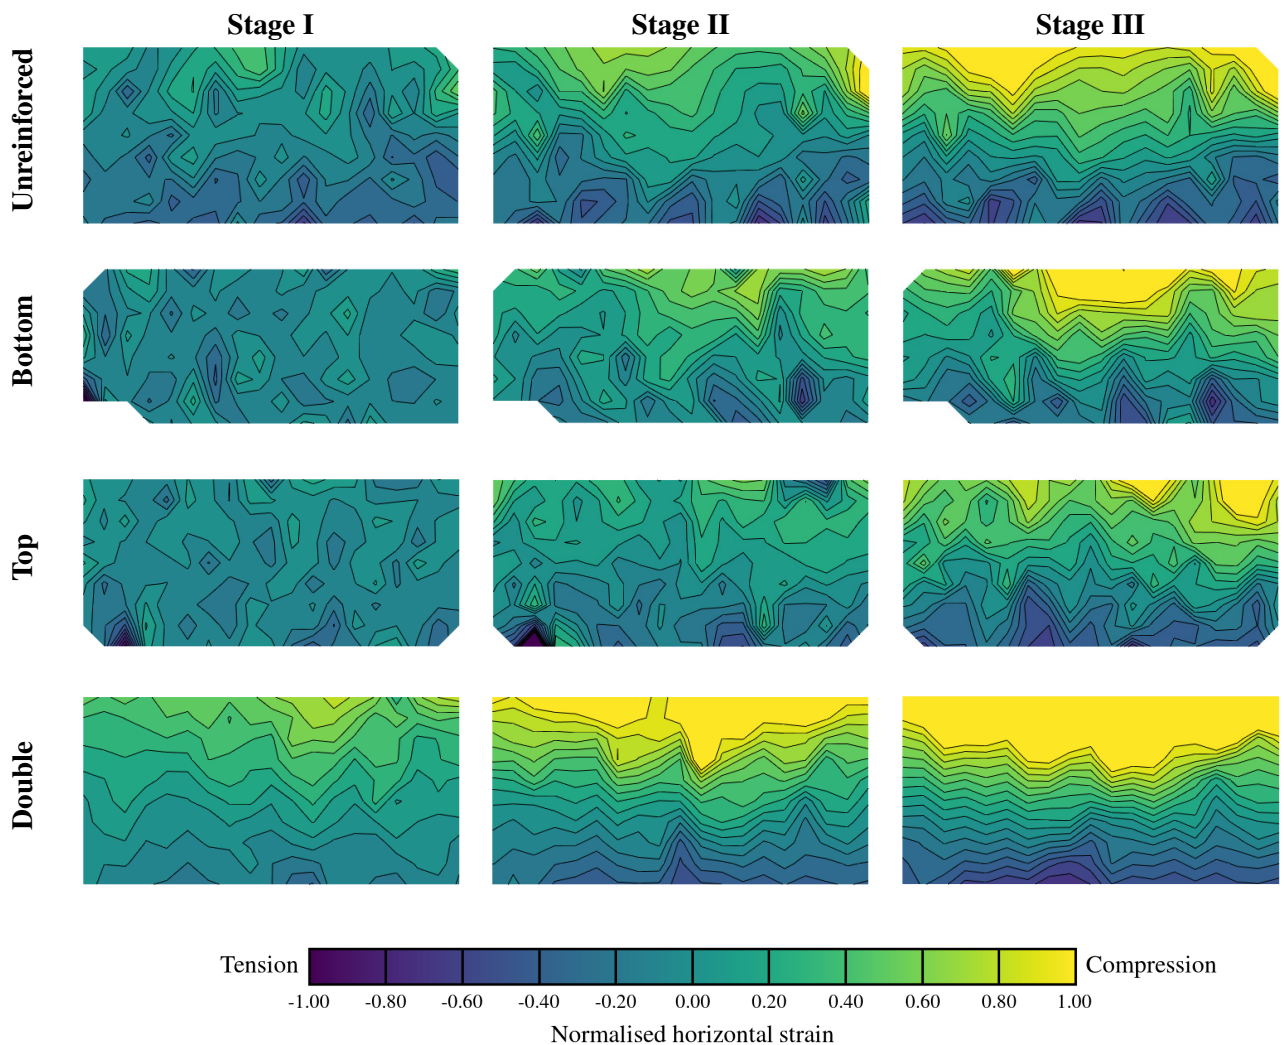 Stage I
Stage II
Stage III
Unreinforced
Bottom
Top
Double
Tension
Compression
-1.00 -0.80 -0.60 -0.40 -0.20 0.00 0.20 0.40 0.60 0.80 1.00
Normalised horizontal strain